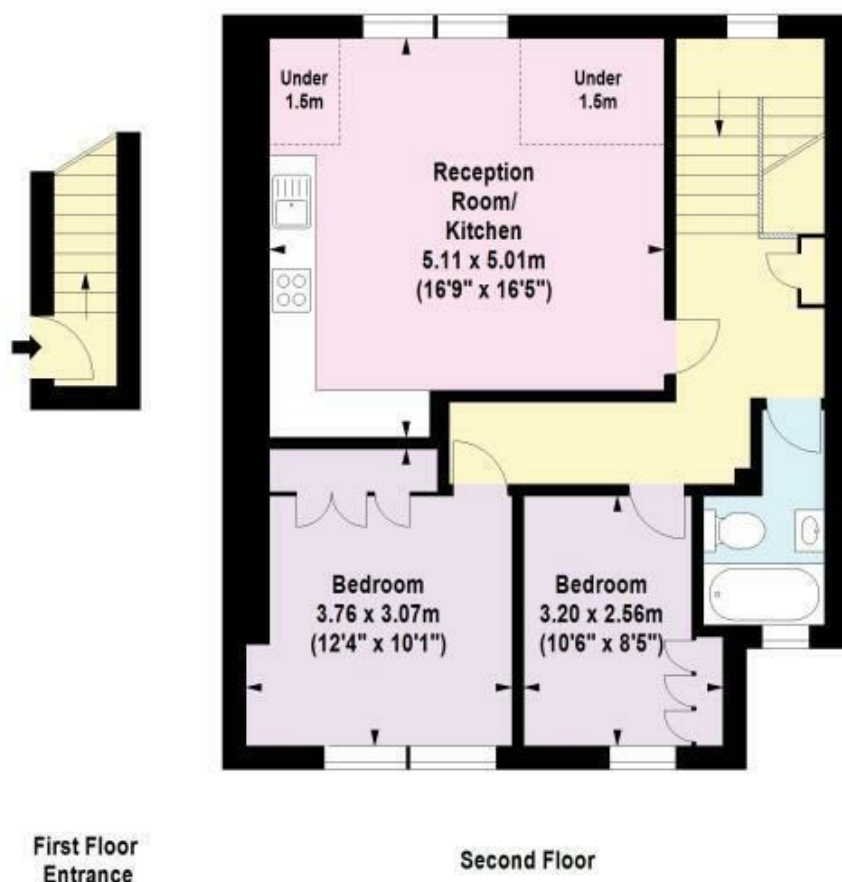 Under
1.5m
Under
1.5m
Reception
Room/
Kitchen
5.11 x 5.01m
(16'9" x 16'5")
Bedroom
3.76 x 3.07m
(12'4" x 10'1")
Bedroom
3.20 x 2.56m
(10'6" x 8'5")
First Floor
Entrance
Second Floor